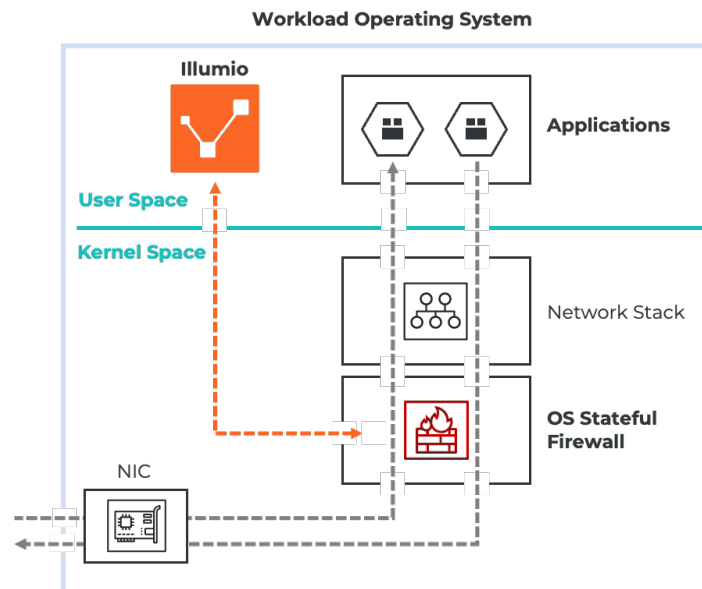 Workload Operating System
Illumio
Applications
User Space
Kernel Space
Network Stack
OS Stateful
Firewall
NIC